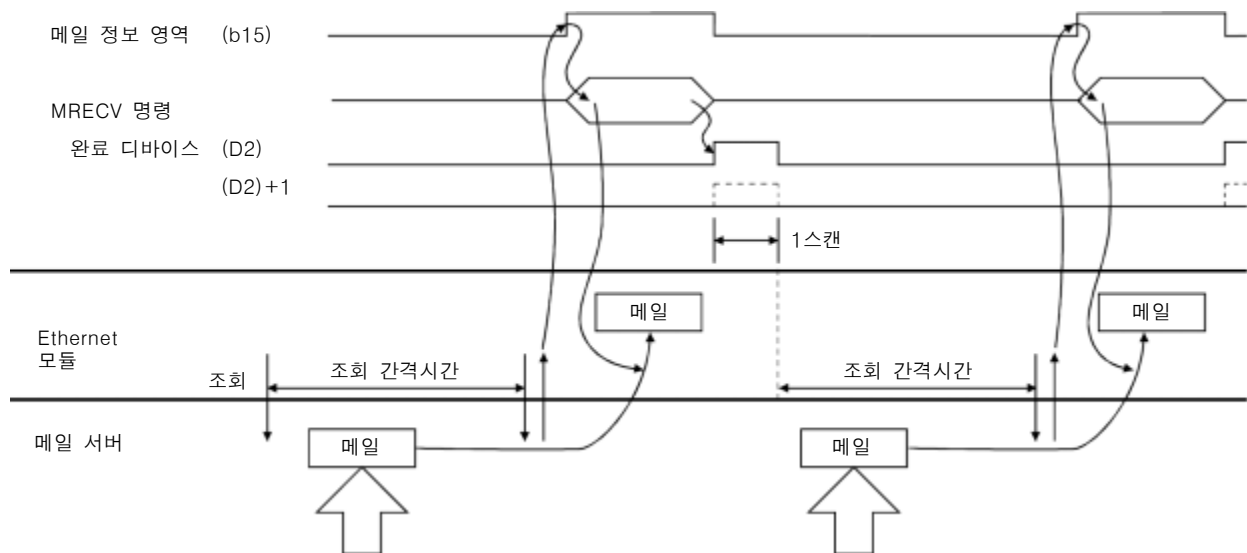 메일 정보 영역 (b15)
MRECV 명령
완료 디바이스 (D2)
(D2)+1
1스캔
메일
메일
Ethernet
모듈
조회
조회 간격시간
조회 간격시간
메일 서버
메일
메일